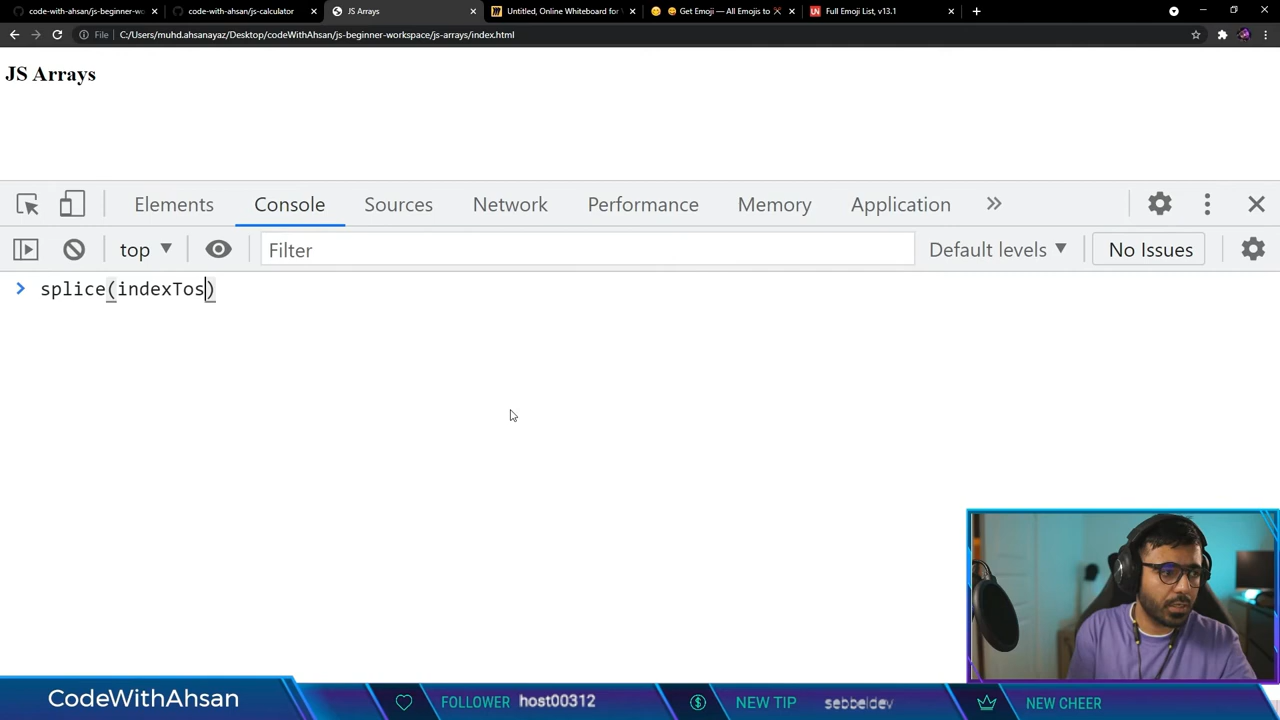 code-with-ahsan/js-beginner-wo
code-with-ahsan/js-calculator
JS Arrays
Untitled, Online Whiteboard for
Get Emoji — All Emojis to
LN Full Emoji List, v13.1
File C:/Users/muhd.ahsanayaz/Desktop/codeWithAhsan/js-beginner-workspace/js-arrays/index.html
JS Arrays
Elements Console Sources Network Performance Memory Application
top Filter Default levels No Issues
splice(indexTos)
CodeWithAhsan FOLLOWER host00312 NEW TIP sebbeldev NEW CHEER